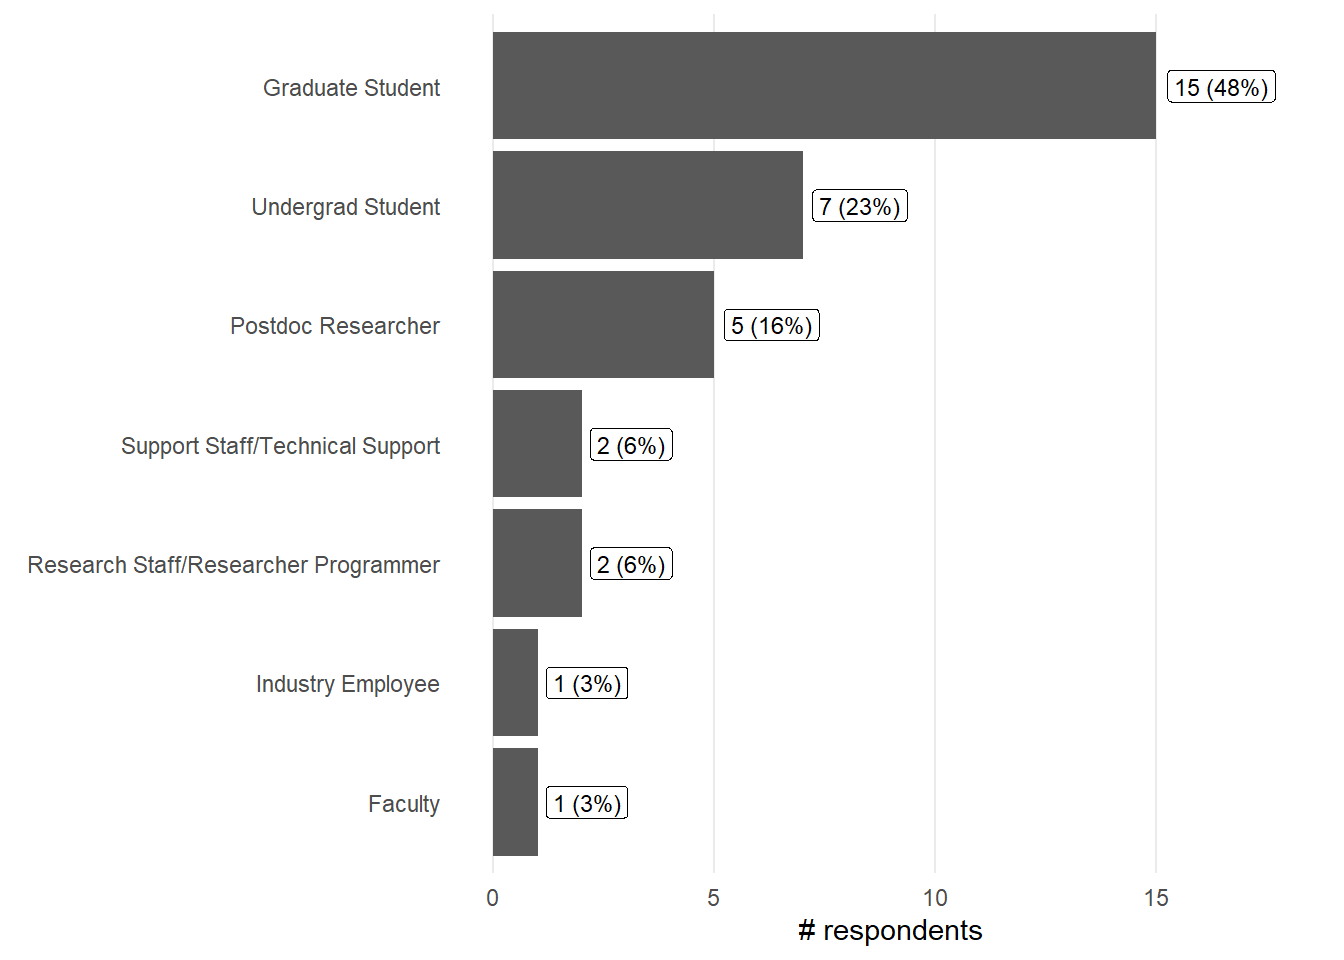 Graduate Student 15 (48%)
Undergrad Student 7 (23%)
Postdoc Researcher 5 (16%)
Support Staff/Technical Support 2 (6%)
Research Staff/Researcher Programmer 2 (6%)
Industry Employee 1 (3%)
Faculty 1 (3%)
0 5 10 15
# respondents